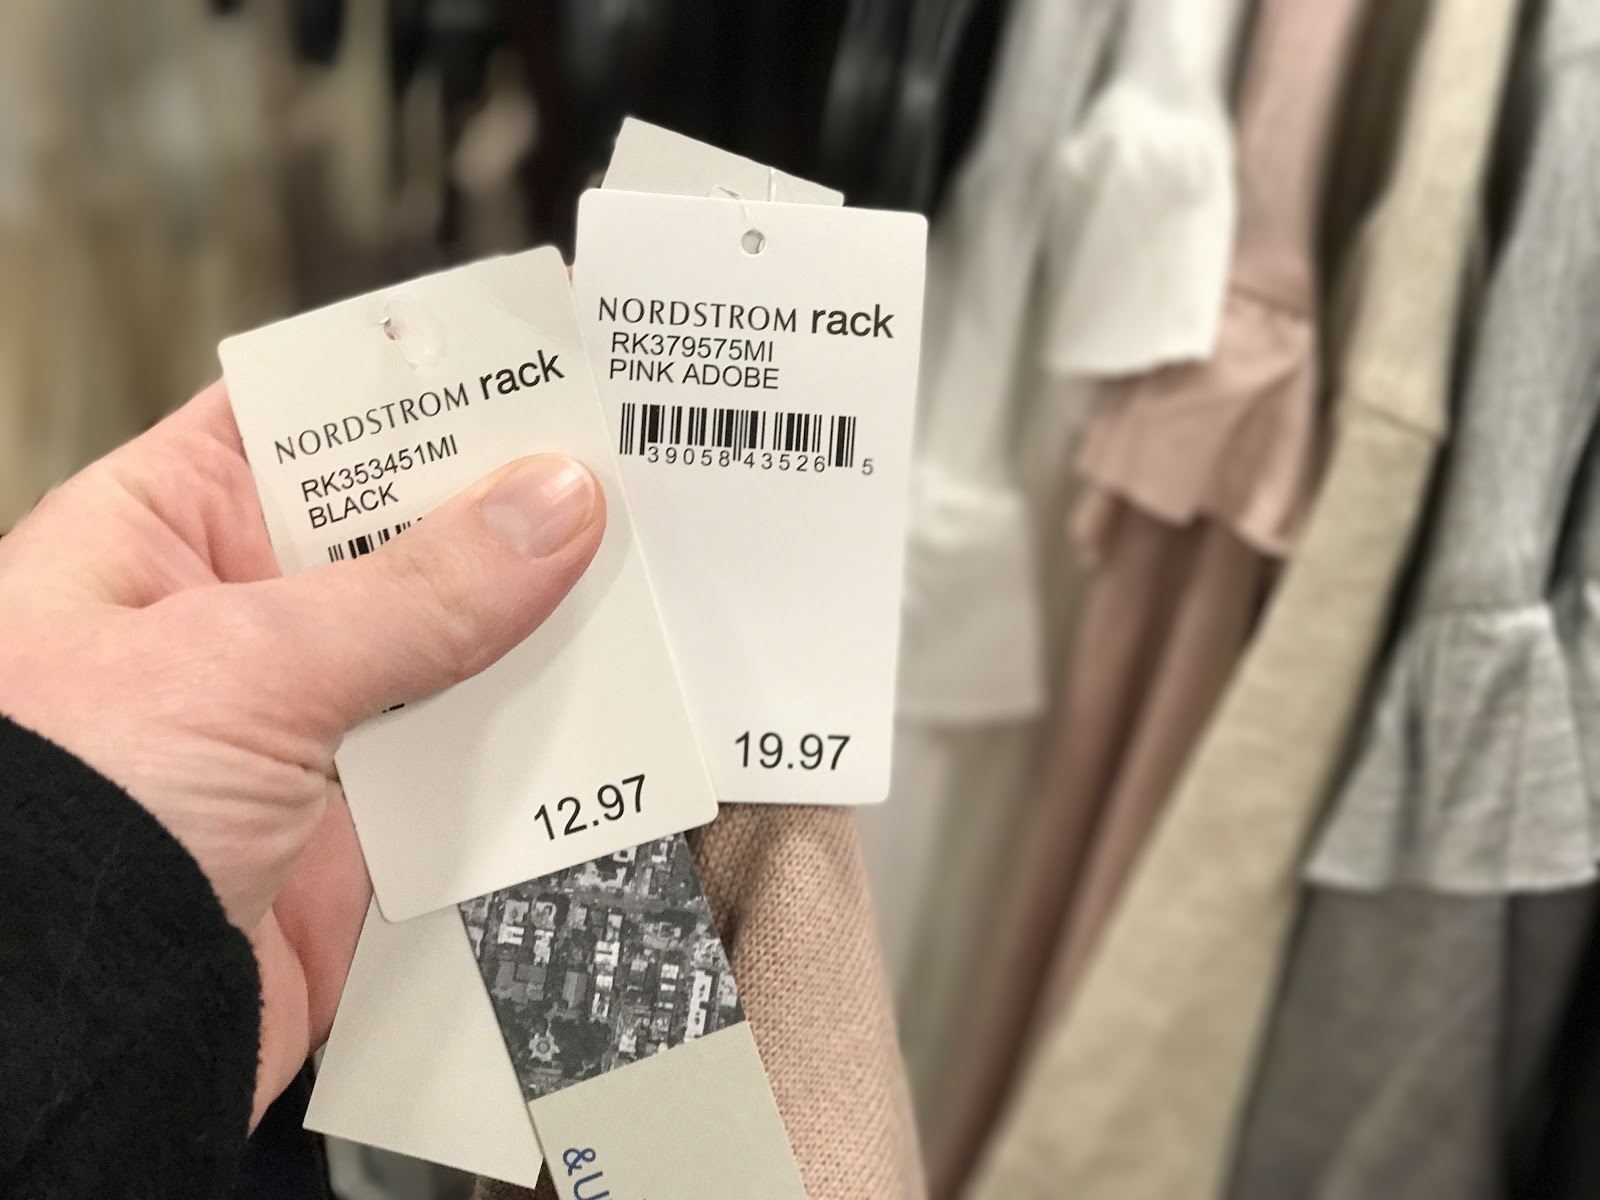 NORDSTROM rack
RK353451MI
BLACK
12.97
NORDSTROM rack
RK379575MI
PINK ADOBE
39058 43526 5
19.97